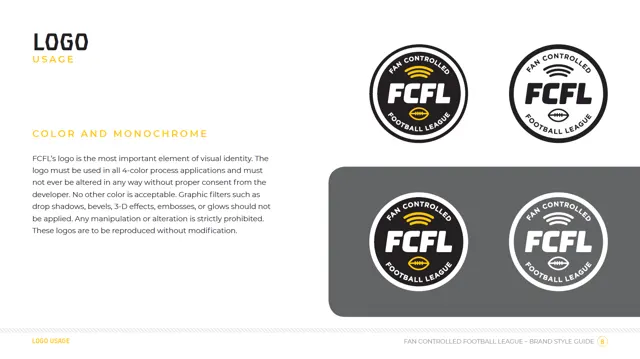 LOGO
USAGE
COLOR AND MONOCHROME
FCFL's logo is the most important element of visual identity. The
logo must be used in all 4-color process applications and must
not ever be altered in any way without proper consent from the
developer. No other color is acceptable. Graphic filters such as
drop shadows, bevels, 3-D effects, embosses, or glows should not
be applied. Any manipulation or alteration is strictly prohibited.
These logos are to be reproduced without modification.
FAN CONTROLLED
FCFL
FOOTBALL LEAGUE
FAN CONTROLLED
FCFL
FOOTBALL LEAGUE
FAN CONTROLLED
FCFL
FOOTBALL LEAGUE
FAN CONTROLLED
FCFL
FOOTBALL LEAGUE
LOGO USAGE
FAN CONTROLLED FOOTBALL LEAGUE – BRAND STYLE GUIDE